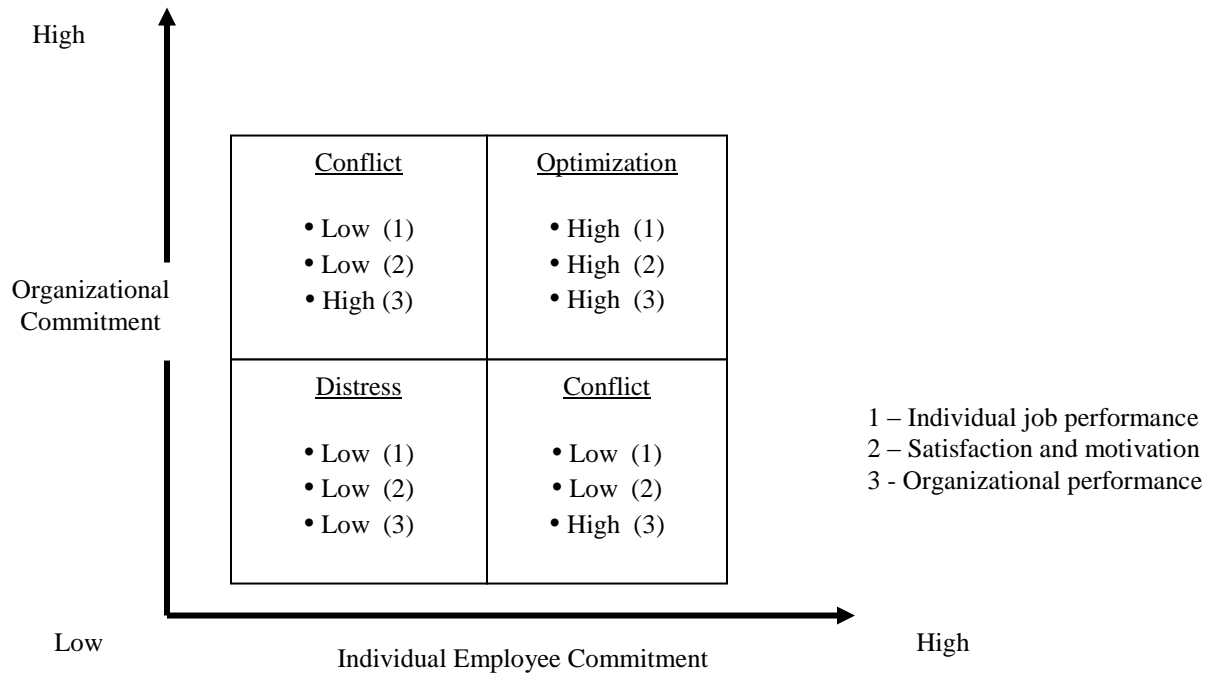 High
Conflict
• Low (1)
• Low (2)
• High (3)
Optimization
• High (1)
• High (2)
• High (3)
Organizational
Commitment
Distress
• Low (1)
• Low (2)
• Low (3)
Conflict
• Low (1)
• Low (2)
• High (3)
1 – Individual job performance
2 – Satisfaction and motivation
3 - Organizational performance
Low
Individual Employee Commitment
High